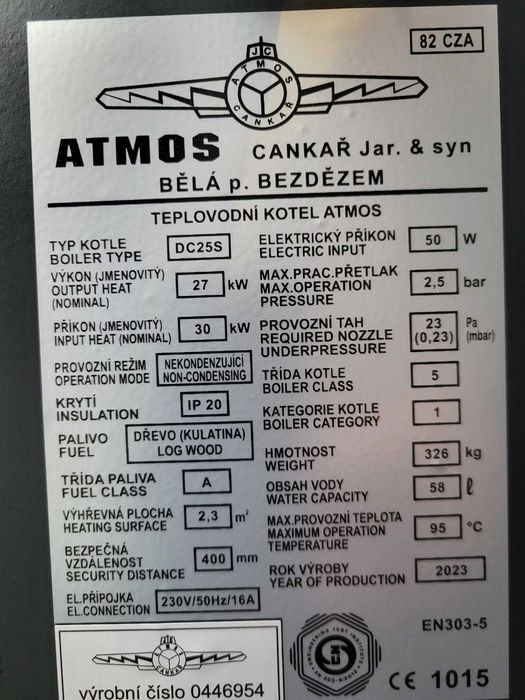 82 CZA
JC
ATMOS
CANKAŘ
ATMOS CANKAŘ Jar. & syn
BĚLÁ p. BEZDĚZEM
TEPLOVODNÍ KOTEL ATMOS
TYP KOTLE
BOILER TYPE
DC25S
VÝKON (JMENOVITÝ)
OUTPUT HEAT
(NOMINAL)
27 kW
PŘÍKON (JMENOVITÝ)
INPUT HEAT (NOMINAL)
30 kW
PROVOZNÍ REŽIM
OPERATION MODE
NEKONDENZUJÍCÍ
NON-CONDENSING
KRYTÍ
INSULATION
IP 20
PALIVO
FUEL
DŘEVO (KULATINA)
LOG WOOD
TŘÍDA PALIVA
FUEL CLASS
A
VÝHŘEVNÁ PLOCHA
HEATING SURFACE
2,3 m²
BEZPEČNÁ
VZDÁLENOST
SECURITY DISTANCE
400 mm
EL.PŘÍPOJKA
EL.CONNECTION
230V/50Hz/16A
ELEKTRICKÝ PŘÍKON
ELECTRIC INPUT
50 W
MAX.PRAC.PŘETLAK
MAX.OPERATION
PRESSURE
2,5 bar
PROVOZNÍ TAH
REQUIRED NOZZLE
UNDERPRESSURE
23
(0,23)
Pa
(mbar)
TŘÍDA KOTLE
BOILER CLASS
5
KATEGORIE KOTLE
BOILER CATEGORY
1
HMOTNOST
WEIGHT
326 kg
OBSAH VODY
WATER CAPACITY
58 ℓ
MAX.PROVOZNÍ TEPLOTA
MAXIMUM OPERATION
TEMPERATURE
95 °C
ROK VÝROBY
YEAR OF PRODUCTION
2023
EN303-5
CE 1015
výrobní číslo 0446954